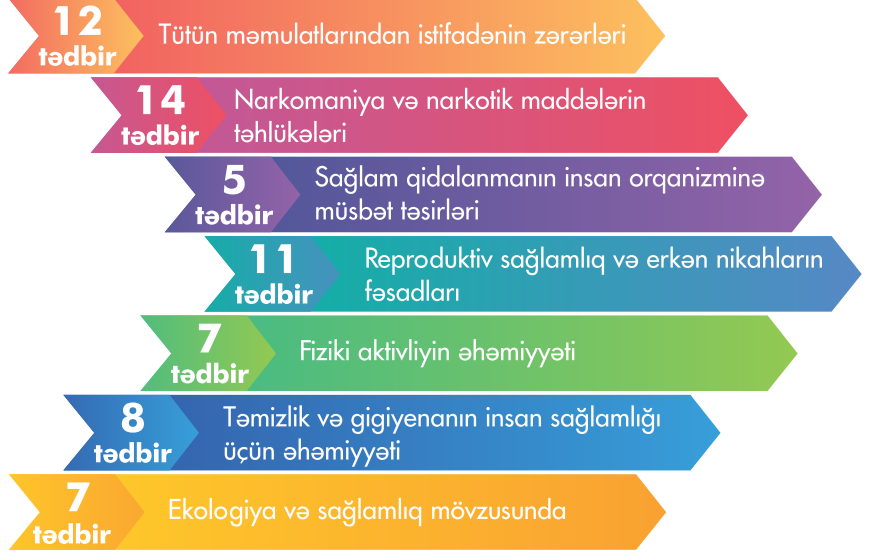 12
tədbir
Tütün məmulatlarından istifadənin zərərləri
14
tədbir
Narkomaniya və narkotik maddələrin
təhlükələri
5
tədbir
Sağlam qidalanmanın insan orqanizminə
müsbət təsirləri
11
tədbir
Reproduktiv sağlamlıq və erkən nikahların
fəsadları
7
tədbir
Fiziki aktivliyin əhəmiyyəti
8
tədbir
Təmizlik və gigiyenanın insan sağlamlığı
üçün əhəmiyyəti
7
tədbir
Ekologiya və sağlamlıq mövzusunda